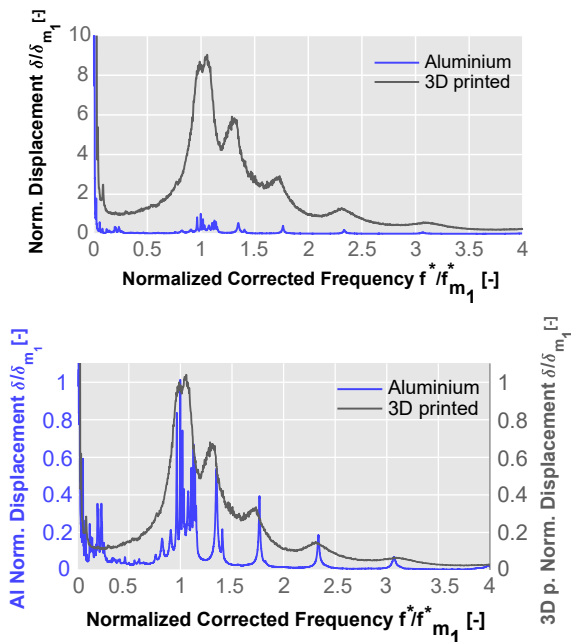 Norm. Displacement δ/δm1[-]
10
8
6
4
2
0
Aluminium
3D printed
0 0.5 1 1.5 2 2.5 3 3.5 4
Normalized Corrected Frequency f*/f*m1 [-]
Al Norm. Displacement δ/δm1[-]
1
0.8
0.6
0.4
0.2
0
Aluminium
3D printed
1
0.8
0.6
0.4
0.2
0
3D p. Norm. Displacement δ/δm1[-]
0 0.5 1 1.5 2 2.5 3 3.5 4
Normalized Corrected Frequency f*/f*m1 [-]